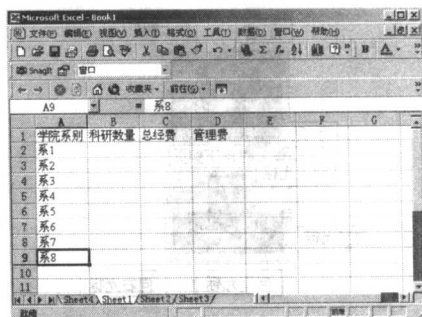 Microsoft Excel - Book1
文件(F) 编辑(E) 视图(V) 插入(I) 格式(O) 工具(T) 数据(D) 窗口(W) 帮助(H)
SnagIt 窗口
收藏夹 前往(G)
A9 = 系8
A B C D E F G
1 学院系别 科研数量 总经费 管理费
2 系1
3 系2
4 系3
5 系4
6 系5
7 系6
8 系7
9 系8
10
11
Sheet4 Sheet1 Sheet2 Sheet3
就绪